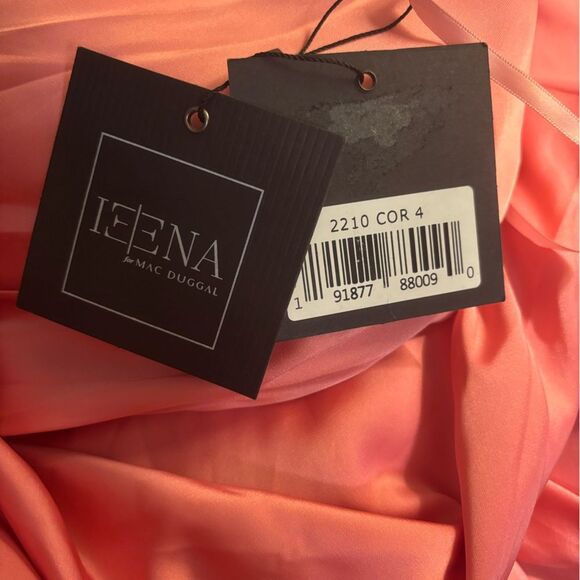 IEENA
for MAC DUGGAL
2210 COR 4
1 91877 88009 0